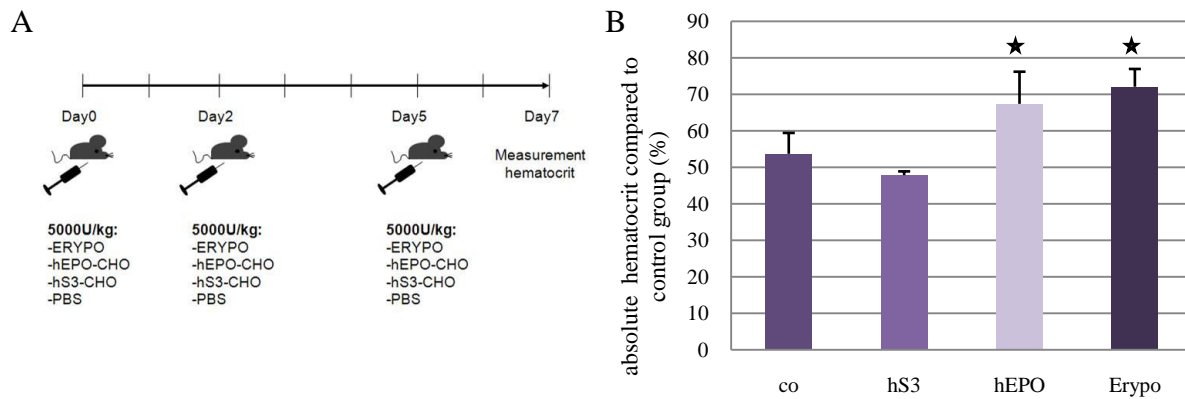 A
Day0 Day2 Day5 Day7
Measurement
hematocrit
5000U/kg:
-ERYPO
-hEPO-CHO
-hS3-CHO
-PBS
5000U/kg:
-ERYPO
-hEPO-CHO
-hS3-CHO
-PBS
5000U/kg:
-ERYPO
-hEPO-CHO
-hS3-CHO
-PBS
B
absolute hematocrit compared to
control group (%)
90
80
70
60
50
40
30
20
10
0
co hS3 hEPO Erypo